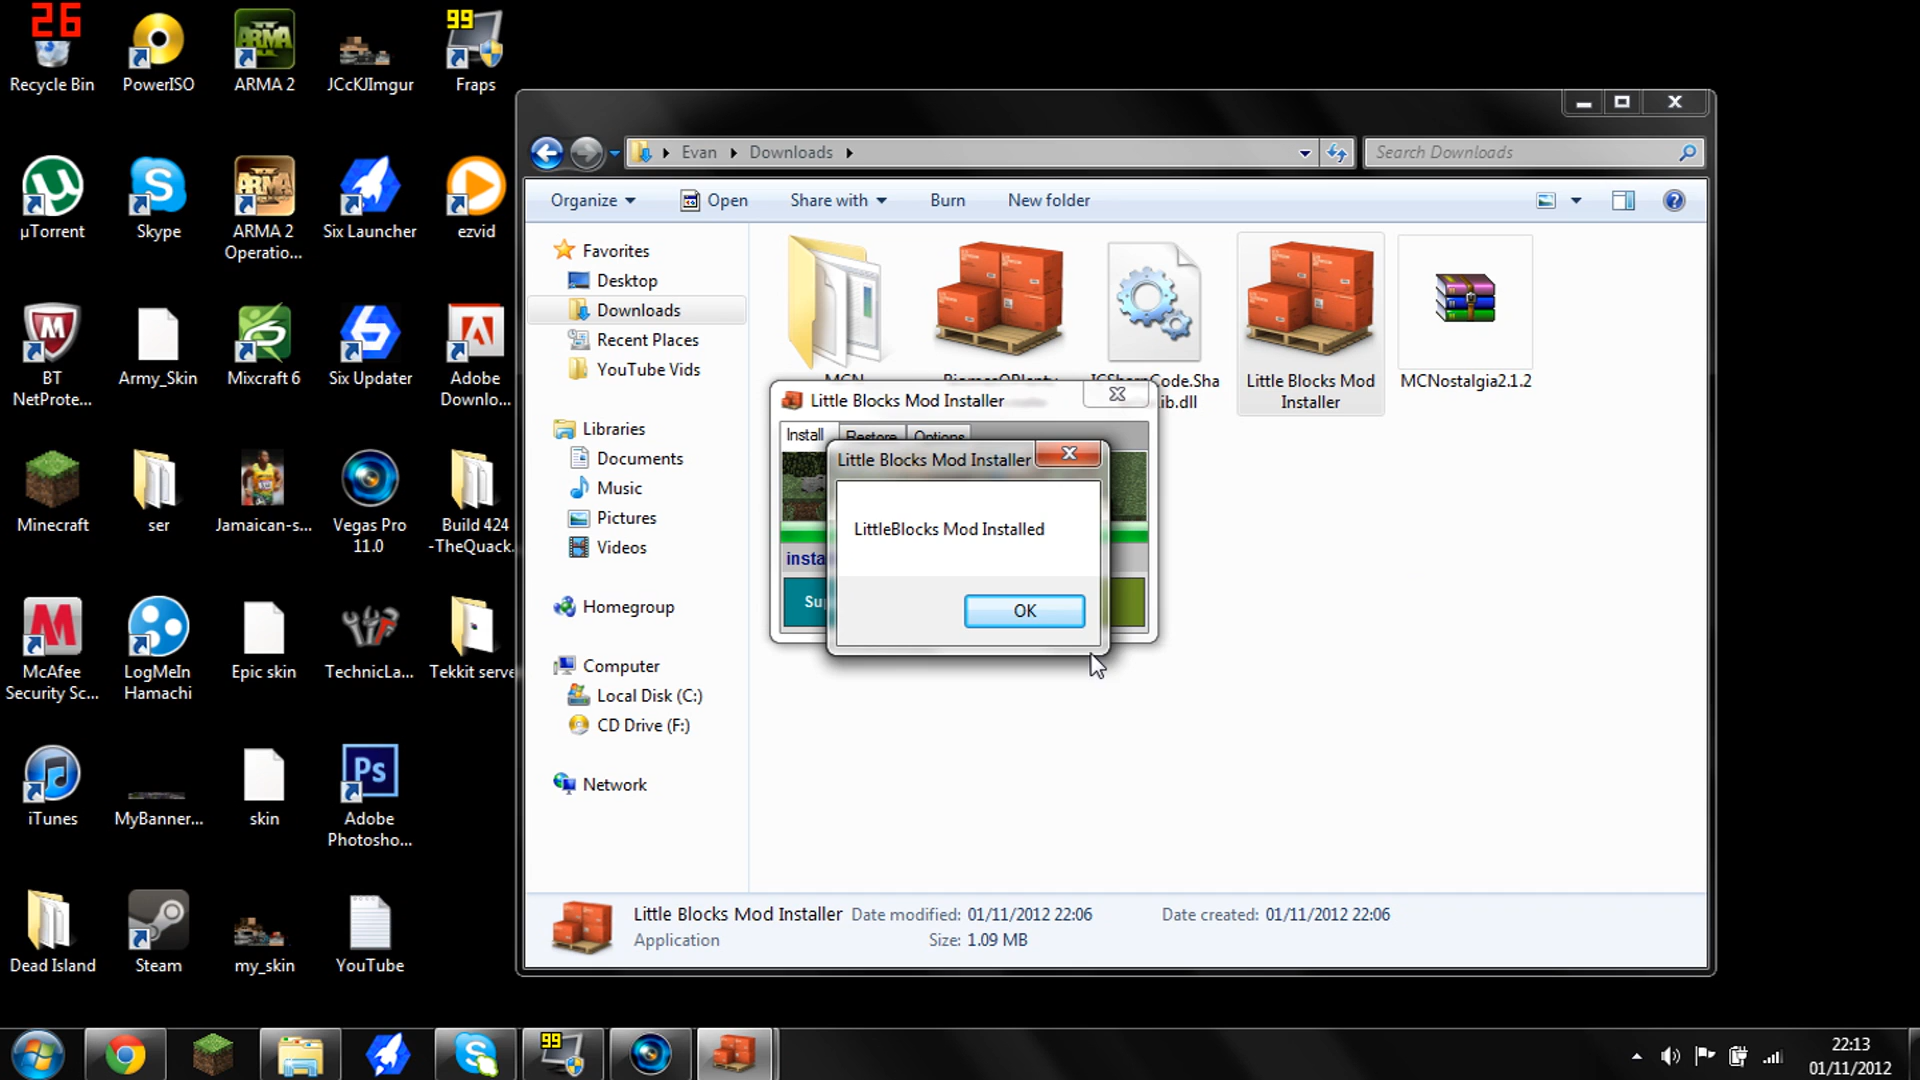 26
Recycle Bin
PowerISO
ARMA 2
JCcKJImgur
99
Fraps
µTorrent
Skype
ARMA 2
Operatio...
Six Launcher
ezvid
BT
NetProte...
Army_Skin
Mixcraft 6
Six Updater
Adobe
Downlo...
Minecraft
ser
Jamaican-s...
Vegas Pro
11.0
Build 424
-TheQuack.
McAfee
Security Sc...
LogMeIn
Hamachi
Epic skin
TechnicLa...
Tekkit serve
iTunes
MyBanner...
skin
Ps
Adobe
Photosho...
Dead Island
Steam
my_skin
YouTube
Evan
Downloads
Search Downloads
Organize
Open
Share with
Burn
New folder
Favorites
Desktop
Downloads
Recent Places
YouTube Vids
Libraries
Documents
Music
Pictures
Videos
Homegroup
Computer
Local Disk (C:)
CD Drive (F:)
Network
MCN
Little Blocks Mod
Installer
MCNostalgia2.1.2
Little Blocks Mod Installer
Install
Restore
Options
Little Blocks Mod Installer
LittleBlocks Mod Installed
OK
Little Blocks Mod Installer
Date modified: 01/11/2012 22:06
Date created: 01/11/2012 22:06
Application
Size: 1.09 MB
99
22:13
01/11/2012